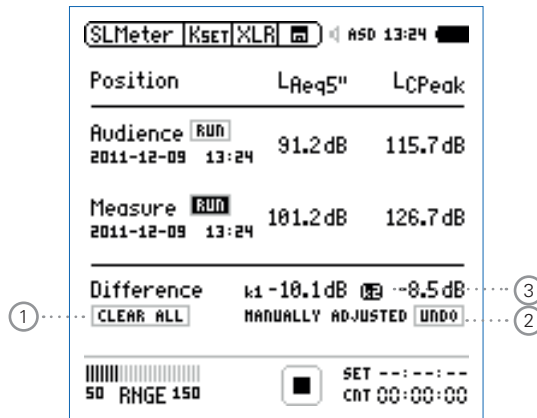 SLMeter KSET XLR ASD 13:24
Position LAeq5" LCPeak
Audience RUN 91.2dB 115.7dB
2011-12-09 13:24
Measure RUN 101.2dB 126.7dB
2011-12-09 13:24
Difference k1 -10.1dB k2 -8.5dB 3
1 CLEAR ALL MANUALLY ADJUSTED UNDO 2
SET --:--:--
50 RNGE 150 CNT 00:00:00